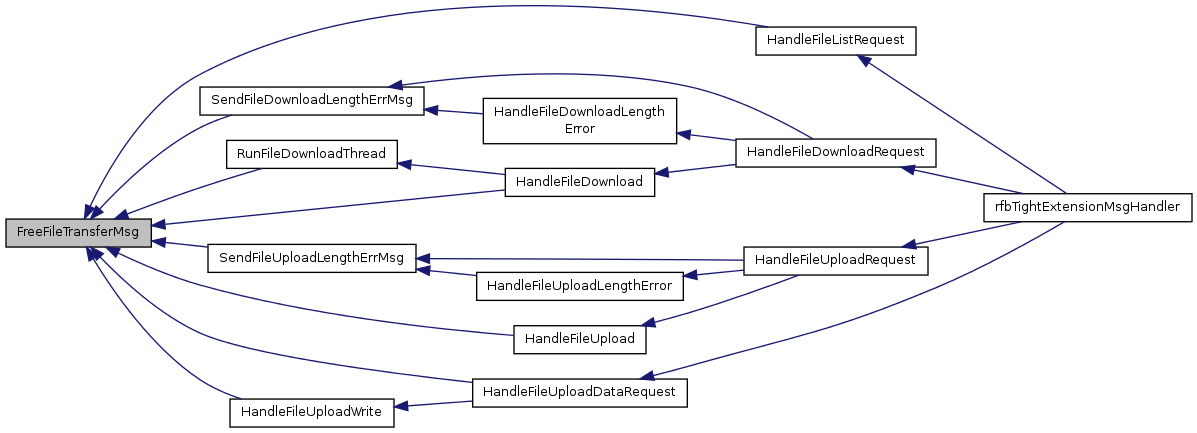 HandleFileListRequest
SendFileDownloadLengthErrMsg
HandleFileDownloadLength
Error
RunFileDownloadThread
HandleFileDownloadRequest
HandleFileDownload
rfbTightExtensionMsgHandler
FreeFileTransferMsg
SendFileUploadLengthErrMsg
HandleFileUploadRequest
HandleFileUploadLengthError
HandleFileUpload
HandleFileUploadDataRequest
HandleFileUploadWrite